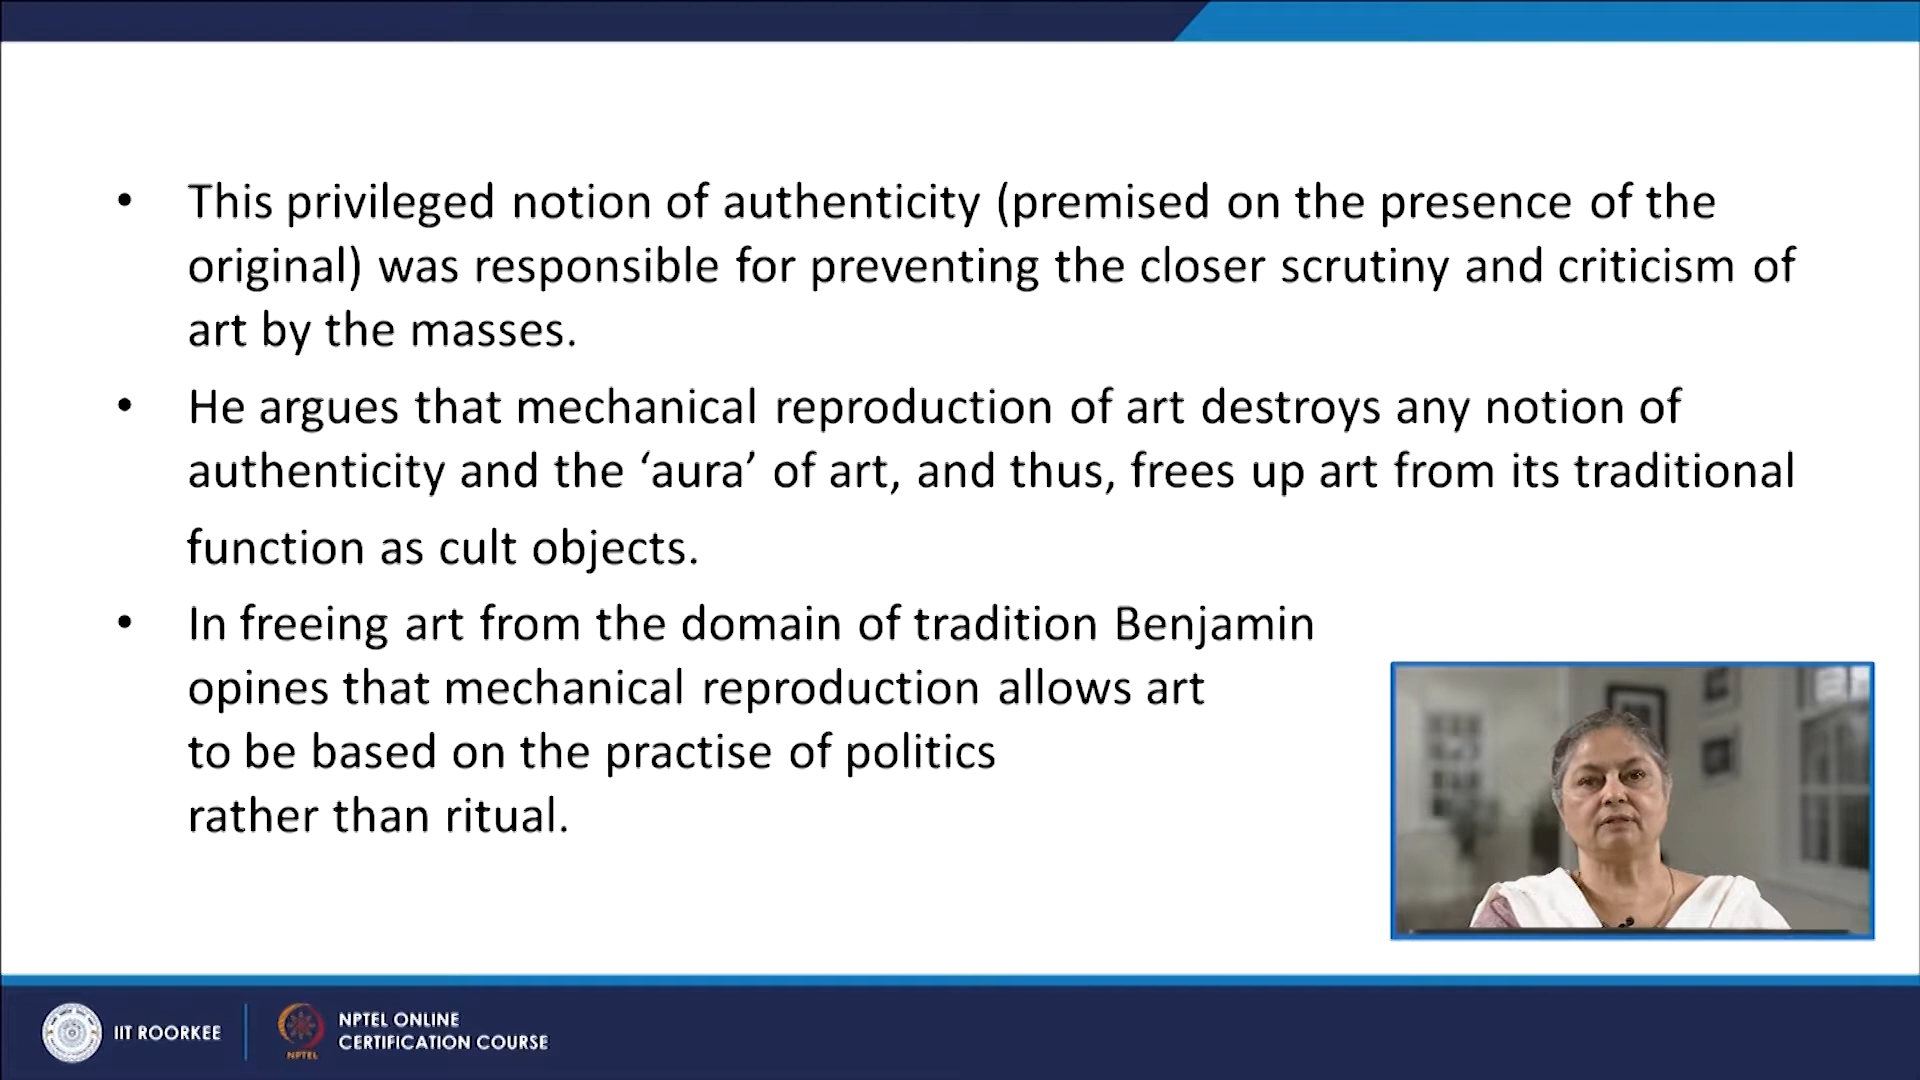 • This privileged notion of authenticity (premised on the presence of the
original) was responsible for preventing the closer scrutiny and criticism of
art by the masses.
• He argues that mechanical reproduction of art destroys any notion of
authenticity and the ‘aura’ of art, and thus, frees up art from its traditional
function as cult objects.
• In freeing art from the domain of tradition Benjamin
opines that mechanical reproduction allows art
to be based on the practise of politics
rather than ritual.
IIT ROORKEE
NPTEL
NPTEL ONLINE
CERTIFICATION COURSE